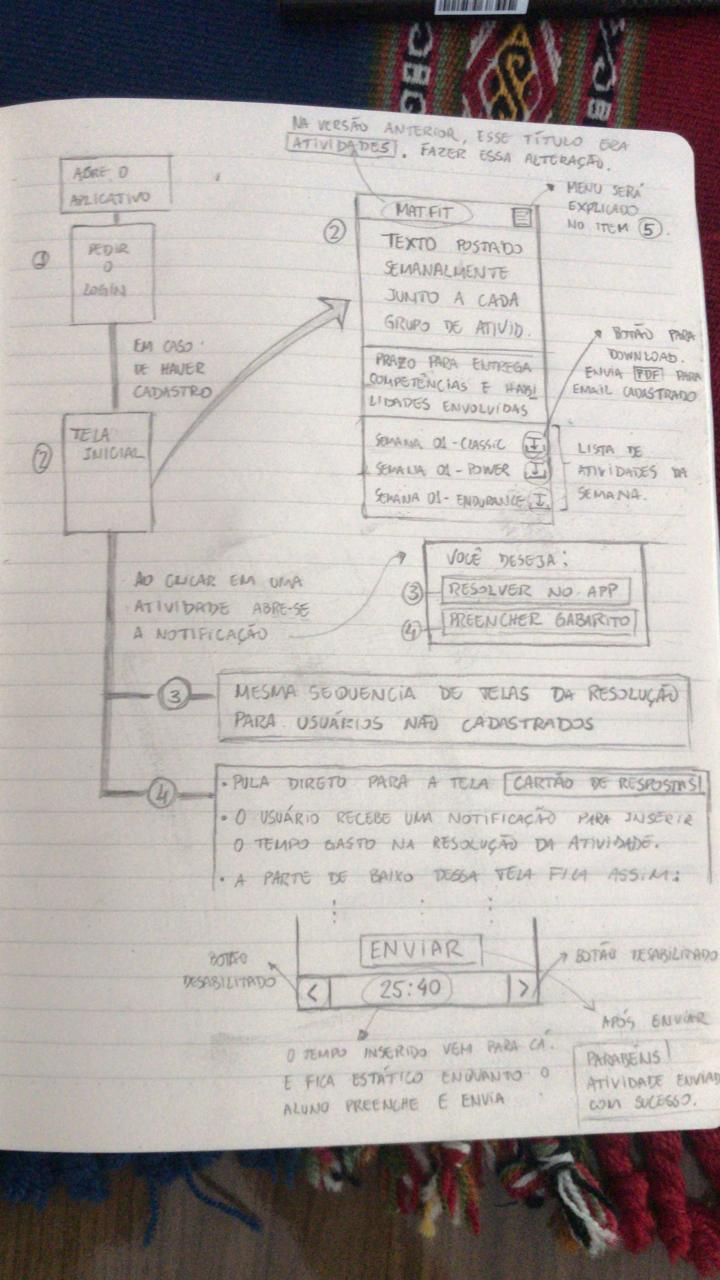 NA VERSÃO ANTERIOR, ESSE TÍTULO ERA
ATIVIDADES. FAZER ESSA ALTERAÇÃO.
ABRE O
APLICATIVO
1
PEDIR
O
LOGIN
EM CASO
DE HAVER
CADASTRO
2
TELA
INICIAL
2
MATFIT
MENU SERÁ
EXPLICADO
NO ITEM 5.
TEXTO POSTADO
SEMANALMENTE
JUNTO A CADA
GRUPO DE ATIVID.
PRAZO PARA ENTREGA
COMPETÊNCIAS E HABI
LIDADES ENVOLVIDAS
SEMANA 01-CLASSIC
SEMANA 01-POWER
SEMANA 01-ENDURANCE
BOTÃO PARA
DOWNLOAD.
ENVIA PDF PARA
EMAIL CADASTRADO
LISTA DE
ATIVIDADES DA
SEMANA.
AO CLICAR EM UMA
ATIVIDADE ABRE-SE
A NOTIFICAÇÃO
VOCÊ DESEJA:
3 RESOLVER NO APP
4 PREENCHER GABARITO
3
MESMA SEQUENCIA DE TELAS DA RESOLUÇÃO
PARA USUÁRIOS NÃO CADASTRADOS
4
• PULA DIRETO PARA A TELA CARTÃO DE RESPOSTAS
• O USUÁRIO RECEBE UMA NOTIFICAÇÃO PARA INSERIR
O TEMPO GASTO NA RESOLUÇÃO DA ATIVIDADE.
• A PARTE DE BAIXO DESSA TELA FICA ASSIM:
ENVIAR
BOTÃO
DESABILITADO
< 25:40 >
BOTÃO DESABILITADO
O TEMPO INSERIDO VEM PARA CÁ.
E FICA ESTÁTICO ENQUANTO O
ALUNO PREENCHE E ENVIA
APÓS ENVIAR
PARABÉNS!
ATIVIDADE ENVIADA
COM SUCESSO.